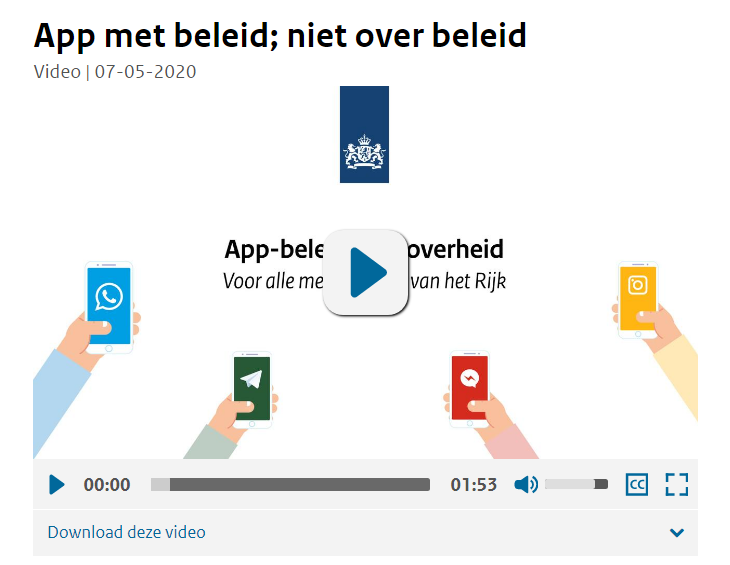 App met beleid; niet over beleid
Video | 07-05-2020
App-bele overheid
Voor alle me van het Rijk
00:00
01:53
CC
Download deze video